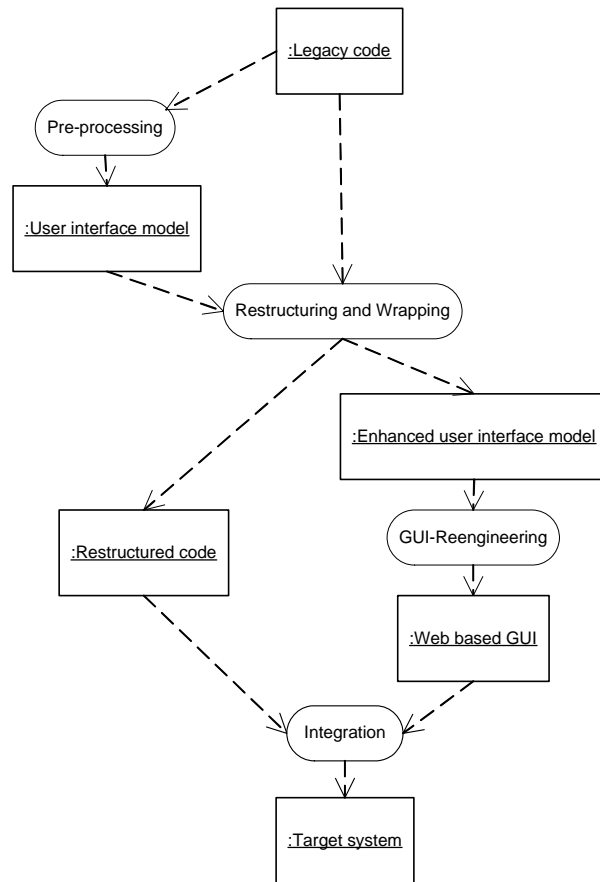 :Legacy code
Pre-processing
:User interface model
Restructuring and Wrapping
:Enhanced user interface model
:Restructured code
GUI-Reengineering
:Web based GUI
Integration
:Target system